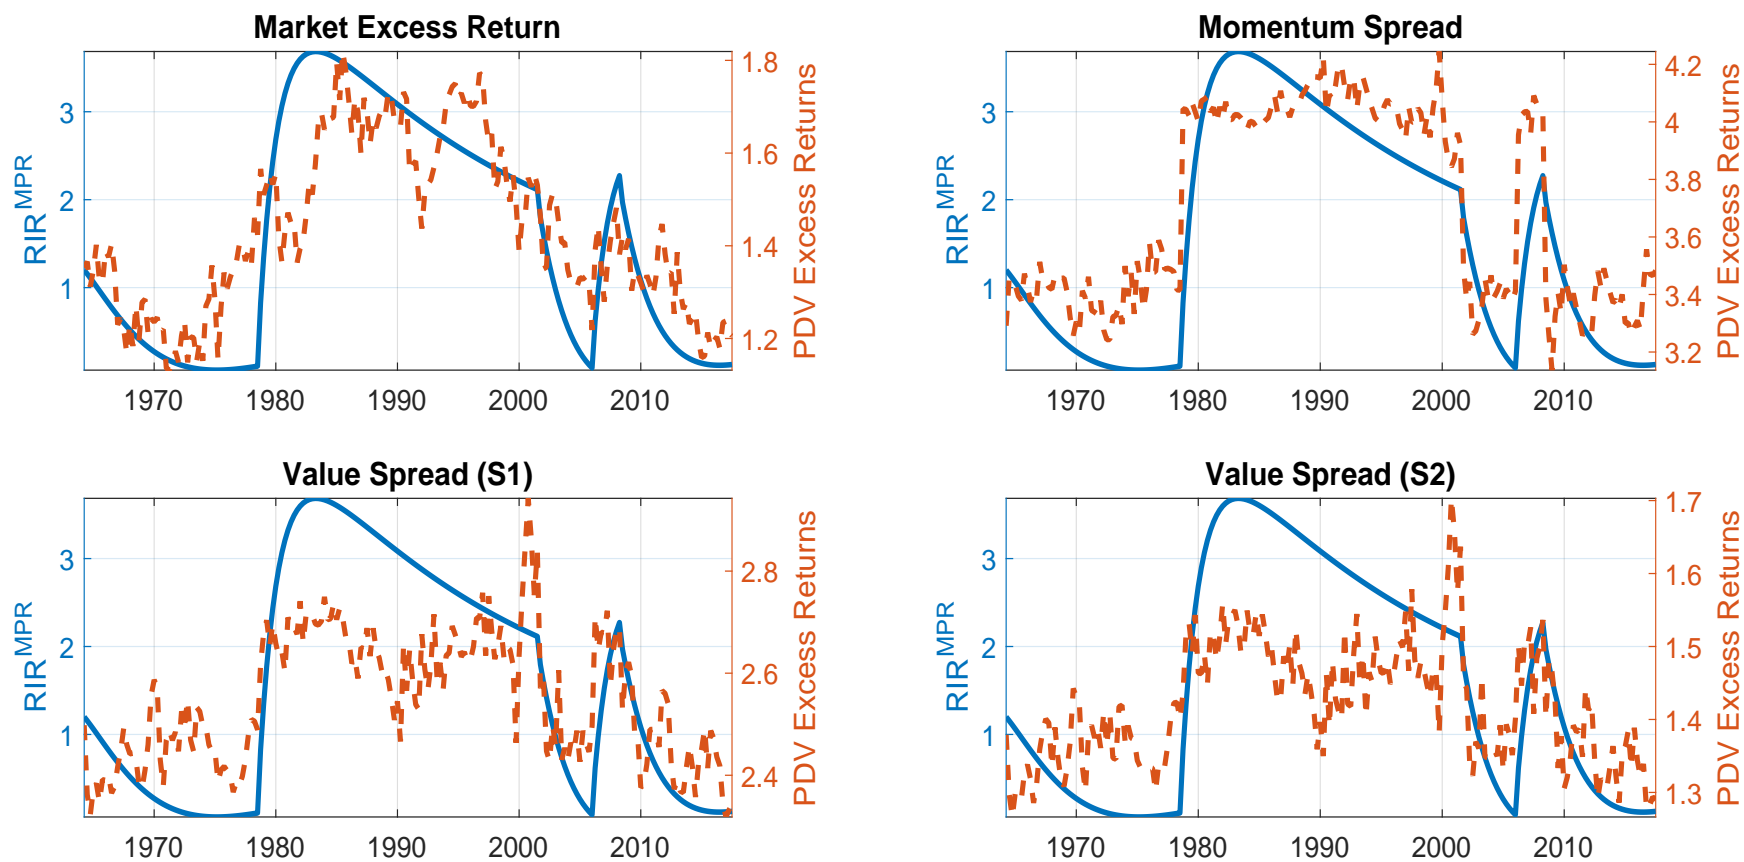 Market Excess Return
3
2
1
RIR^MPR
1.8
1.6
1.4
1.2
PDV Excess Returns
1970 1980 1990 2000 2010
Momentum Spread
3
2
1
RIR^MPR
4.2
4
3.8
3.6
3.4
3.2
PDV Excess Returns
1970 1980 1990 2000 2010
Value Spread (S1)
3
2
1
RIR^MPR
2.8
2.6
2.4
PDV Excess Returns
1970 1980 1990 2000 2010
Value Spread (S2)
3
2
1
RIR^MPR
1.7
1.6
1.5
1.4
1.3
PDV Excess Returns
1970 1980 1990 2000 2010